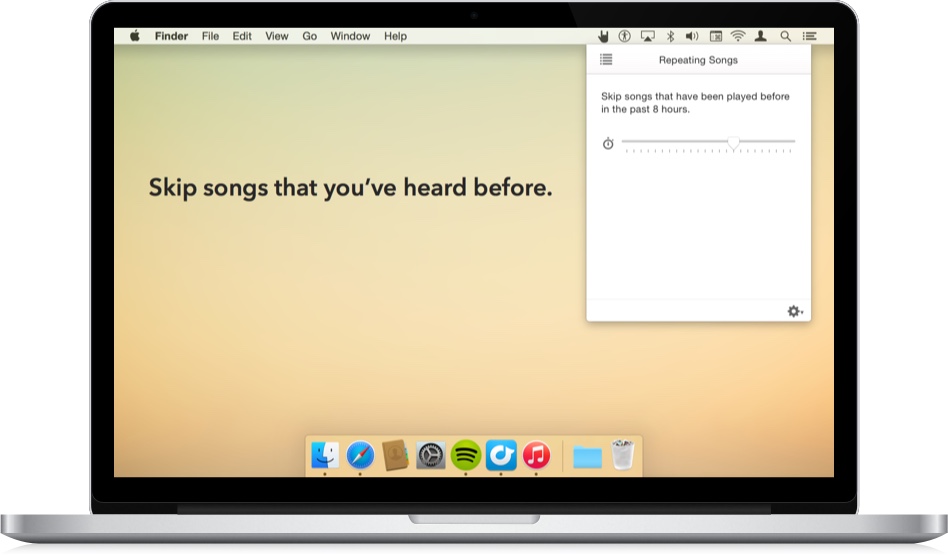 Finder File Edit View Go Window Help
Repeating Songs
Skip songs that have been played before
in the past 8 hours.
Skip songs that you've heard before.